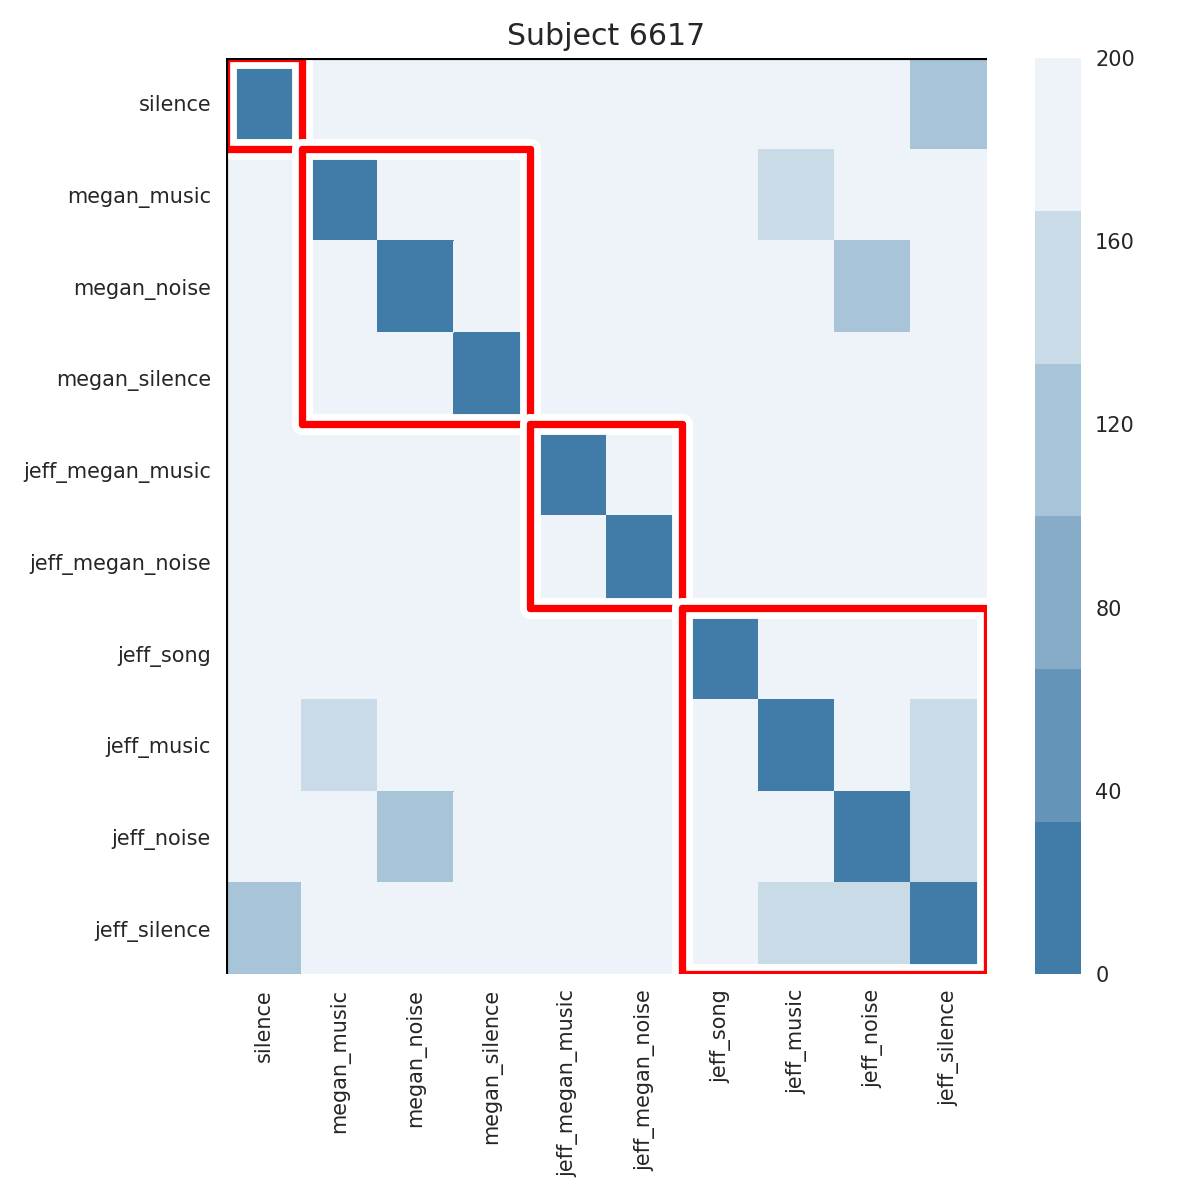 Subject 6617
silence
megan_music
megan_noise
megan_silence
jeff_megan_music
jeff_megan_noise
jeff_song
jeff_music
jeff_noise
jeff_silence
200
160
120
80
40
0
silence
megan_music
megan_noise
megan_silence
jeff_megan_music
jeff_megan_noise
jeff_song
jeff_music
jeff_noise
jeff_silence